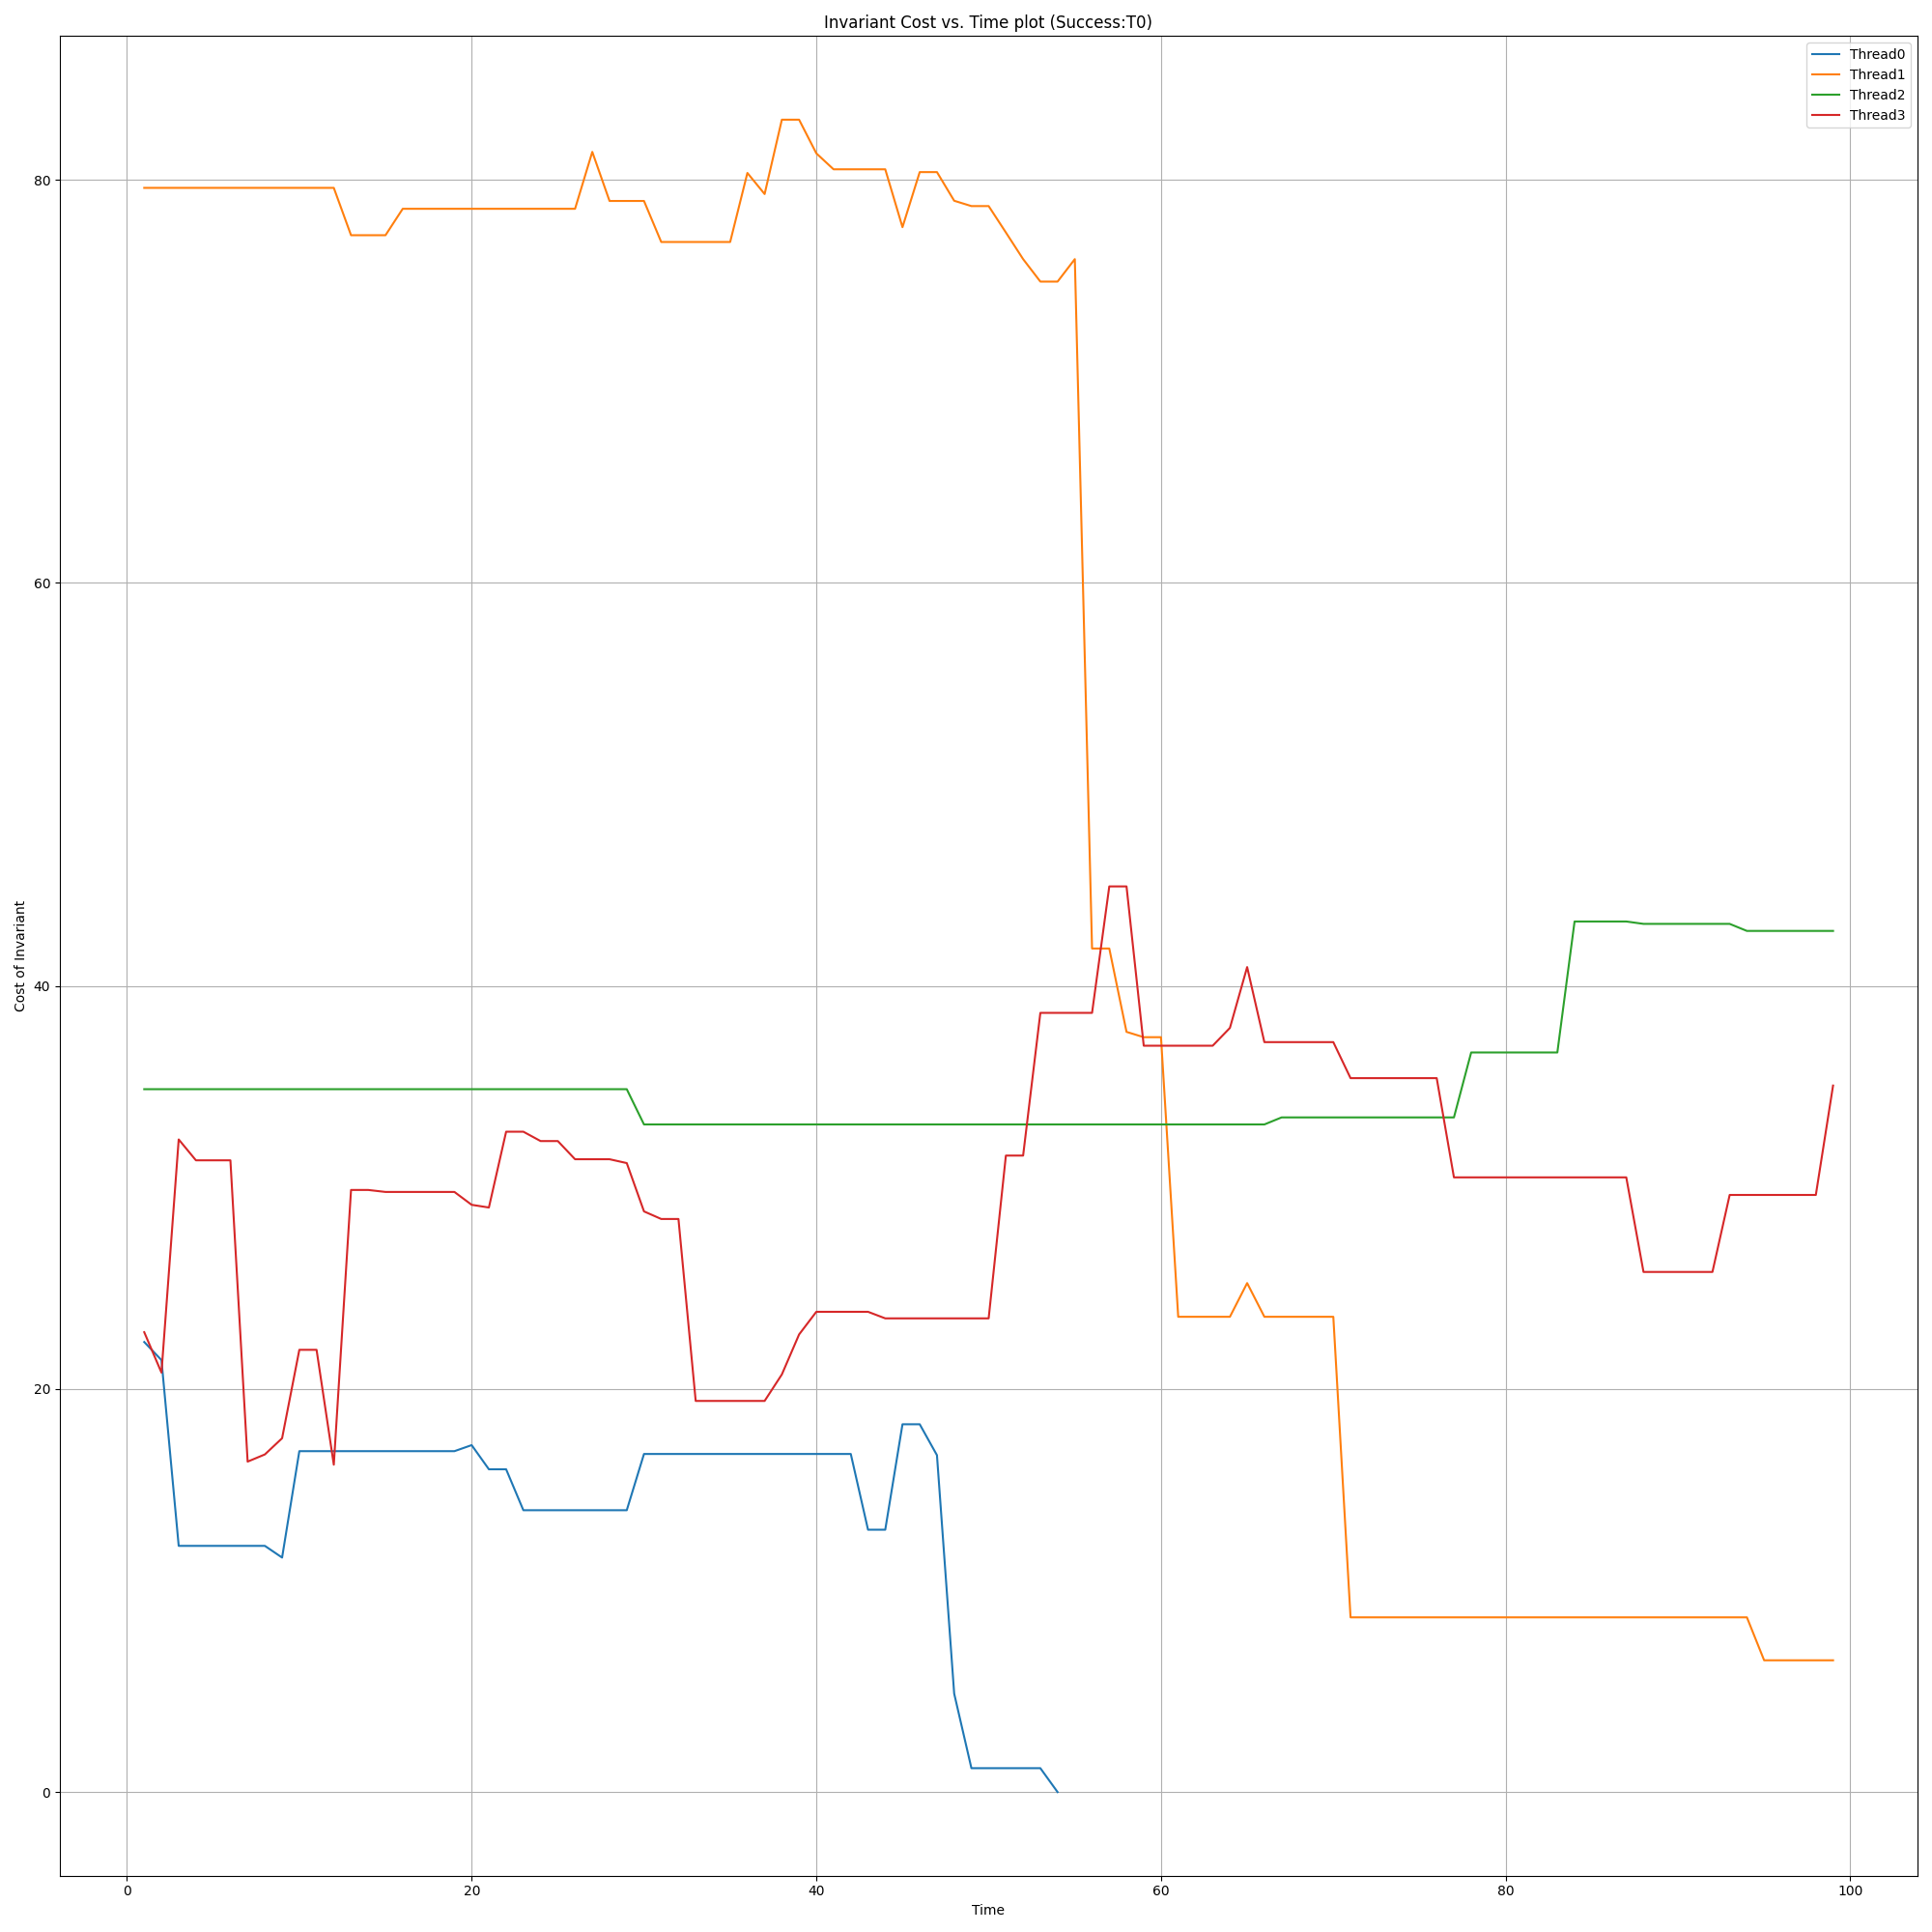 Invariant Cost vs. Time plot (Success:T0)
Thread0
Thread1
Thread2
Thread3
80
60
40
20
0
Cost of Invariant
0 20 40 60 80 100
Time